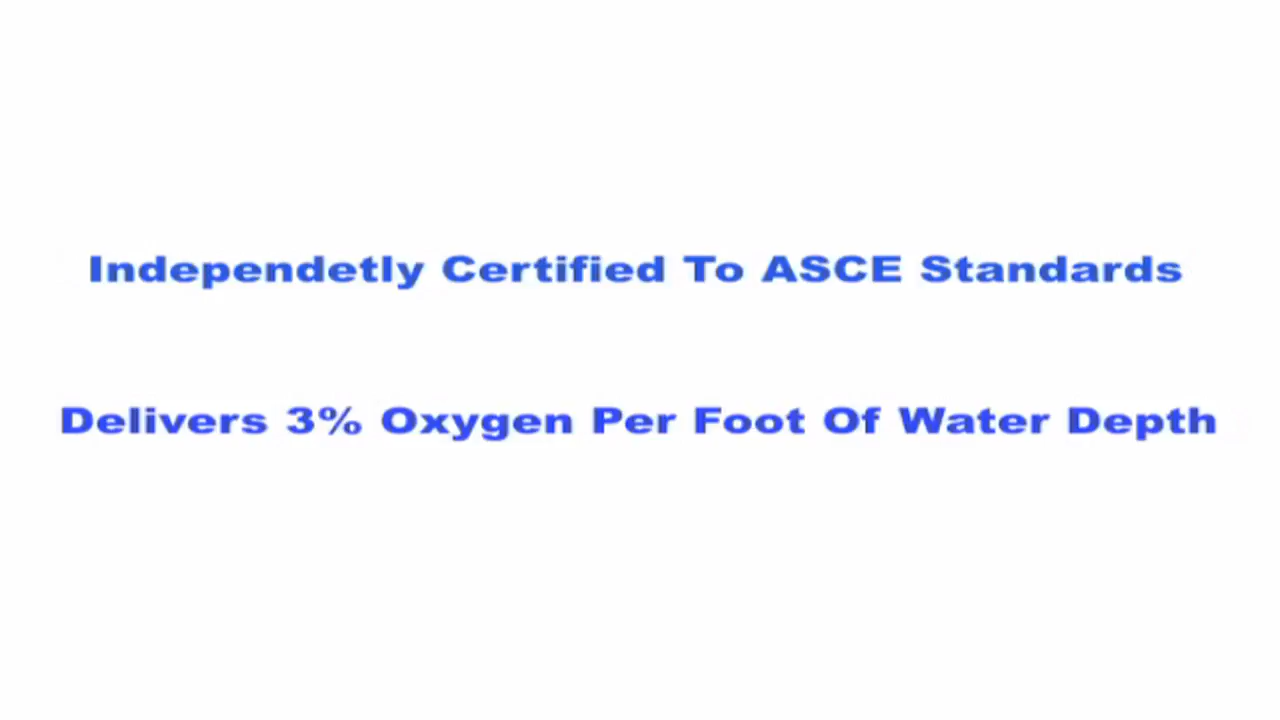 Independetly Certified To ASCE Standards
Delivers 3% Oxygen Per Foot Of Water Depth